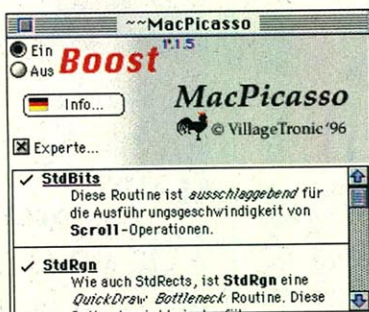 ~~MacPicasso
Ein
Aus
Boost
1.1.5
Info...
MacPicasso
© VillageTronic '96
Experte...
StdBits
Diese Routine ist ausschlaggebend für
die Ausführungsgeschwindigkeit von
Scroll-Operationen.
StdRgn
Wie auch StdRects, ist StdRgn eine
QuickDraw Bottleneck Routine. Diese